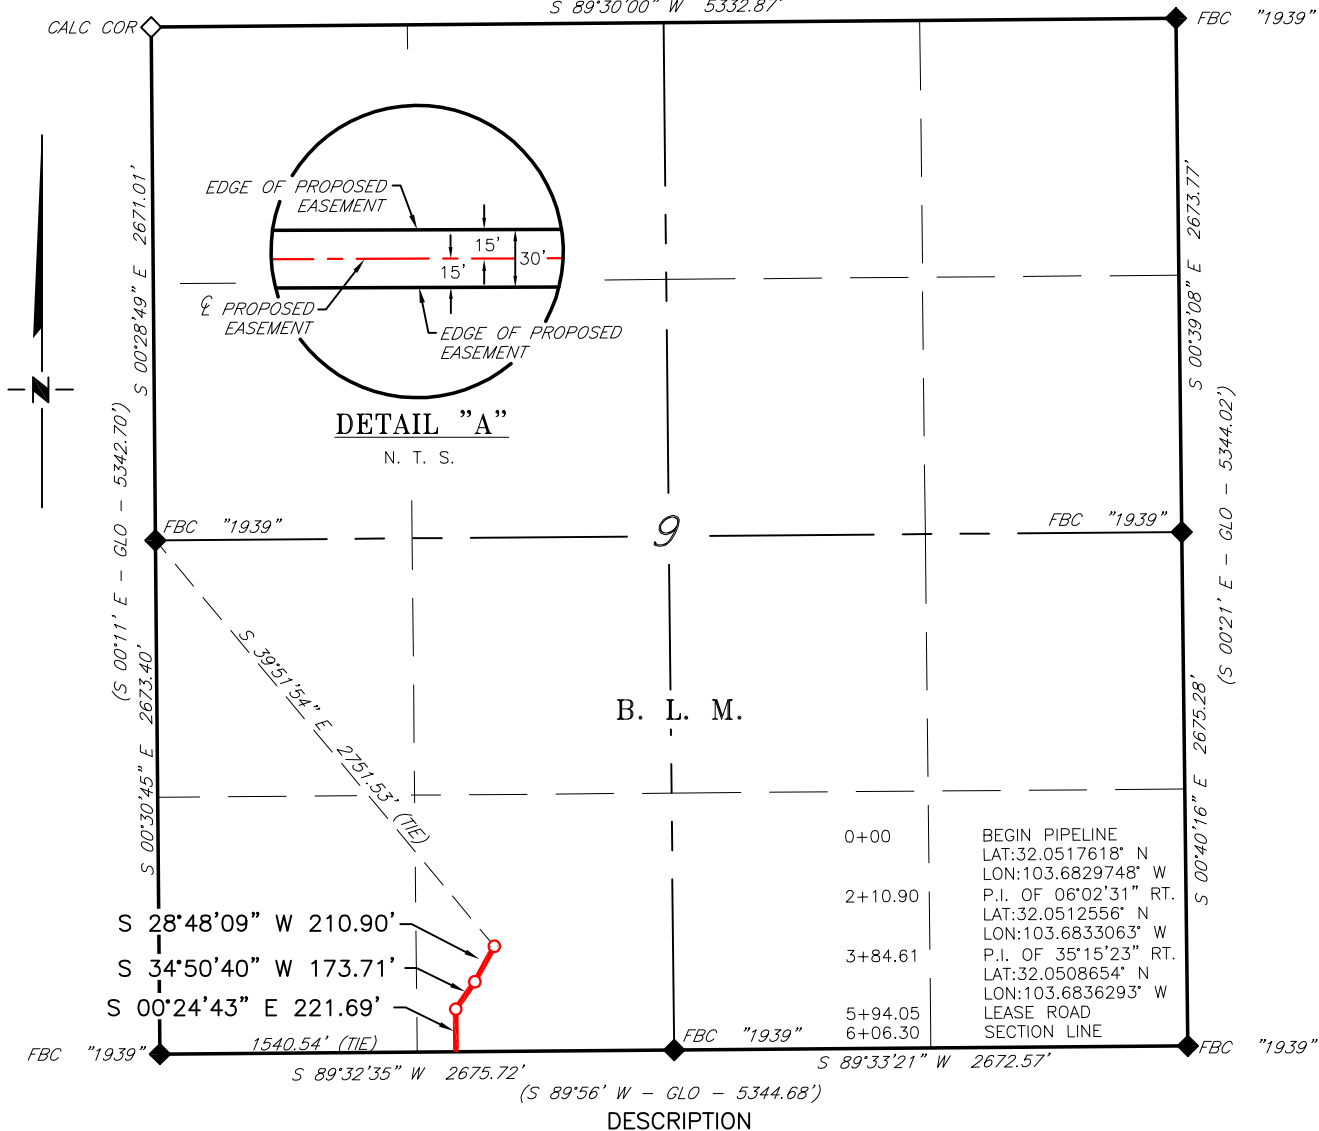 S 89°30'00" W 5332.87'
CALC COR
FBC "1939"
S 00°28'49" E 2671.01'
(S 00°11' E - GLO - 5342.70')
S 00°39'08" E 2673.77'
(S 00°21' E - GLO - 5344.02')
EDGE OF PROPOSED
EASEMENT
15'
15'
30'
℄ PROPOSED
EASEMENT
EDGE OF PROPOSED
EASEMENT
DETAIL "A"
N. T. S.
N
FBC "1939"
9
FBC "1939"
S 00°30'45" E 2673.40'
S 39°51'54" E 2751.53' (TIE)
B. L. M.
S 00°40'16" E 2675.28'
0+00 BEGIN PIPELINE
LAT:32.0517618° N
LON:103.6829748° W
2+10.90 P.I. OF 06°02'31" RT.
LAT:32.0512556° N
LON:103.6833063° W
3+84.61 P.I. OF 35°15'23" RT.
LAT:32.0508654° N
LON:103.6836293° W
5+94.05 LEASE ROAD
6+06.30 SECTION LINE
S 28°48'09" W 210.90'
S 34°50'40" W 173.71'
S 00°24'43" E 221.69'
1540.54' (TIE)
FBC "1939"
FBC "1939"
FBC "1939"
S 89°32'35" W 2675.72'
S 89°33'21" W 2672.57'
(S 89°56' W - GLO - 5344.68')
DESCRIPTION